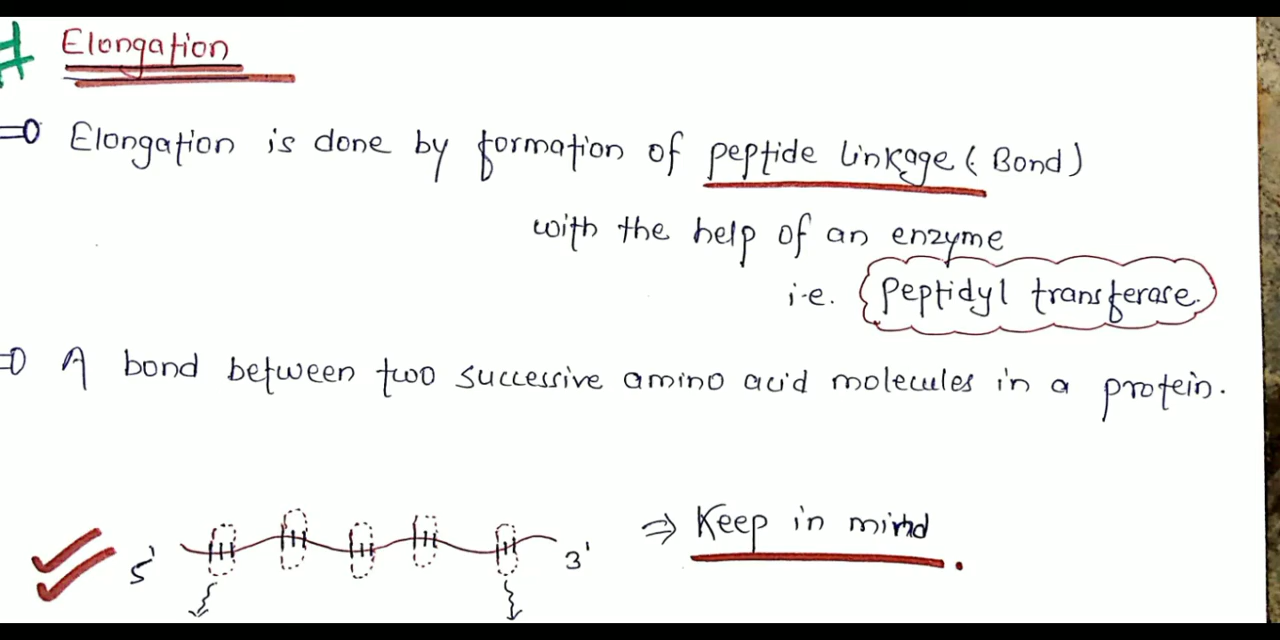 # Elongation
⇒ Elongation is done by formation of peptide linkage (Bond)
with the help of an enzyme
i.e. peptidyl transferase.
⇒ A bond between two successive amino acid molecules in a protein.
5' 3' ⇒ Keep in mind.